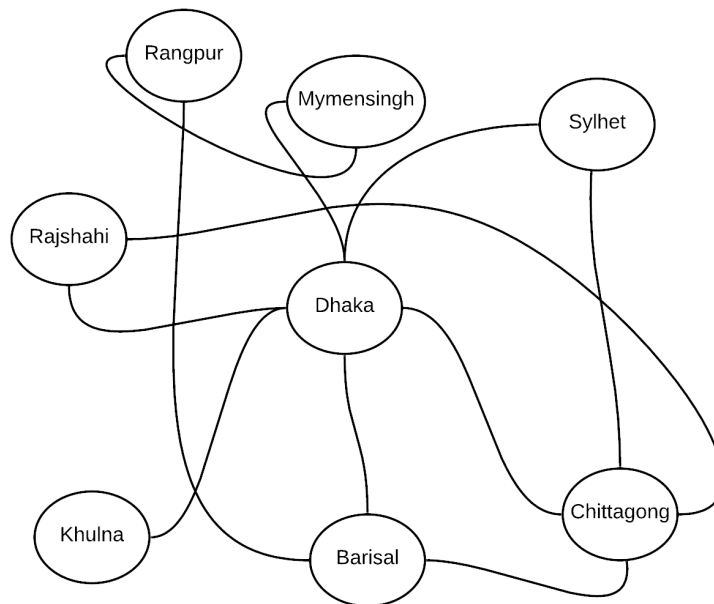 Rangpur
Mymensingh
Sylhet
Rajshahi
Dhaka
Khulna
Barisal
Chittagong